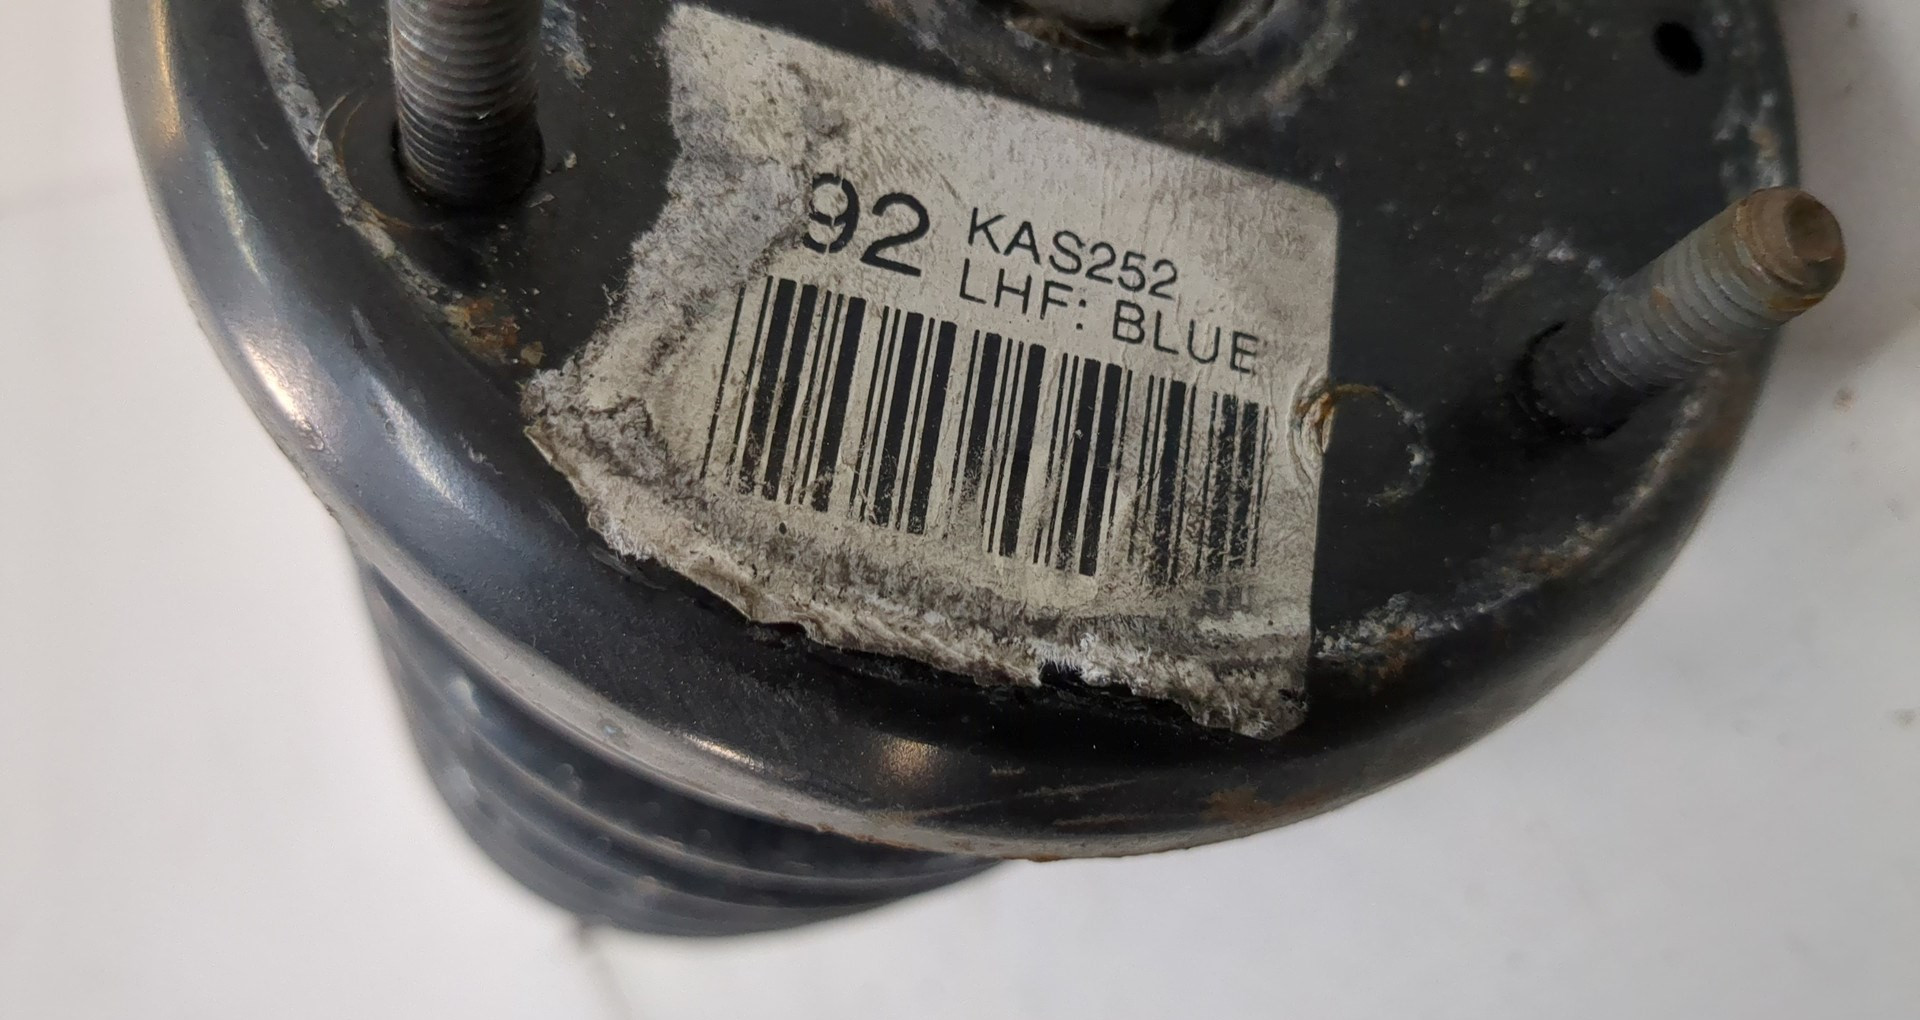 92 KAS252
LHF: BLUE